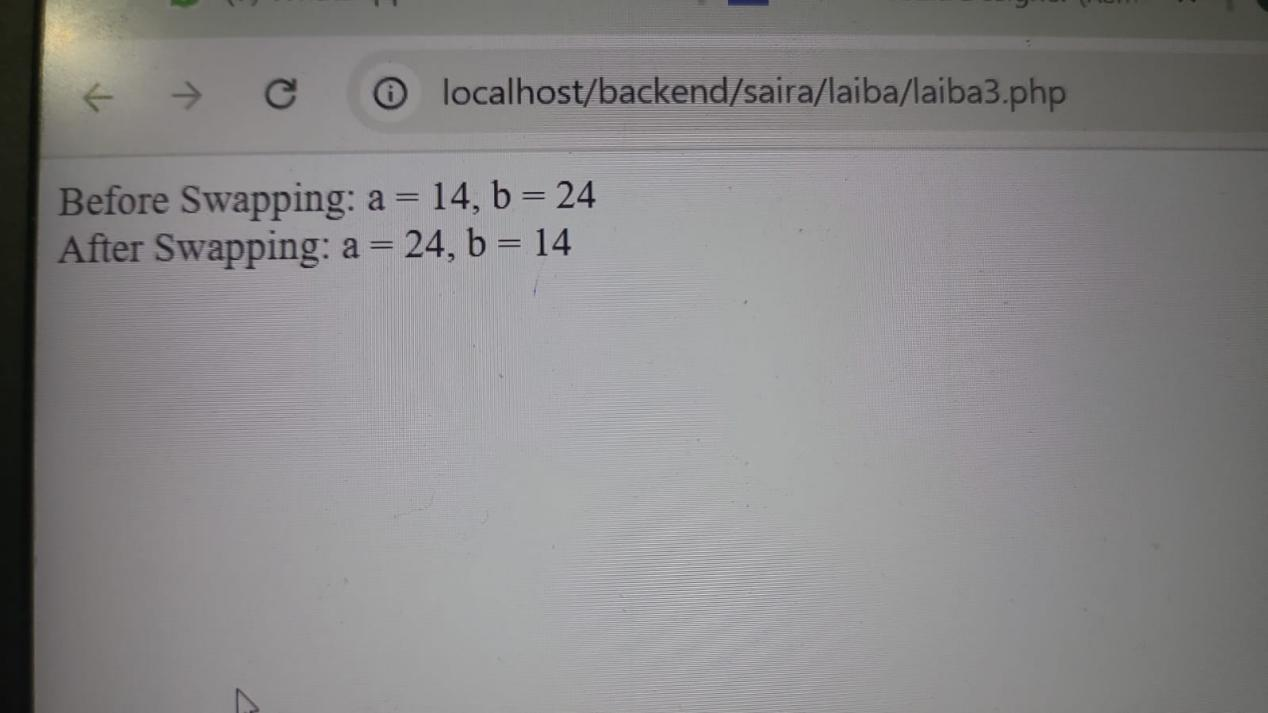 localhost/backend/saira/laiba/laiba3.php
Before Swapping: a = 14, b = 24
After Swapping: a = 24, b = 14